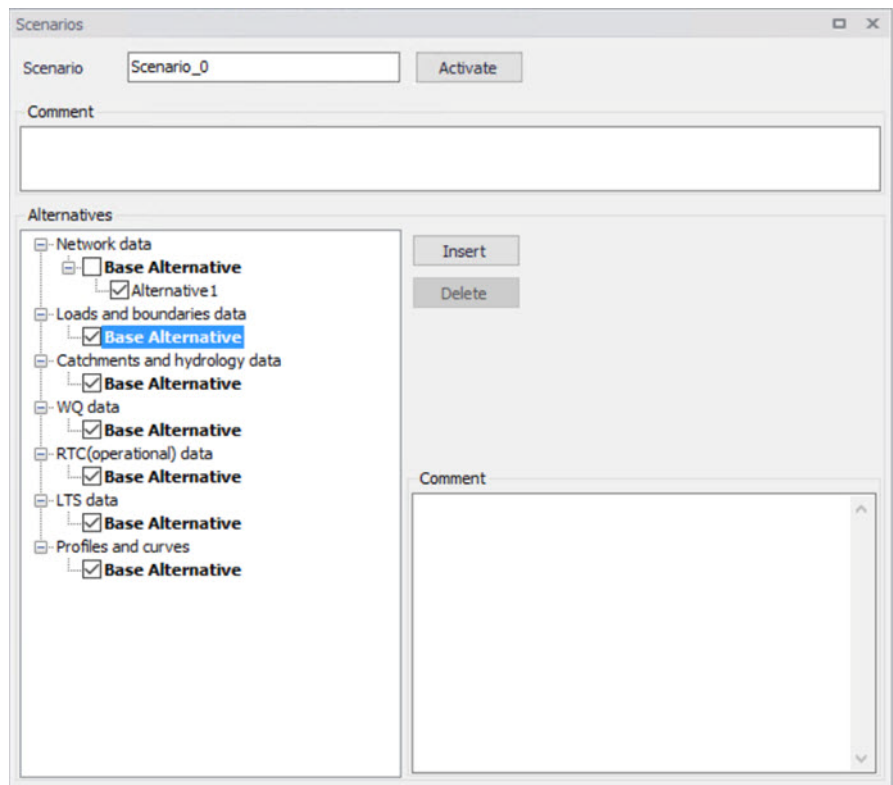 Scenarios
Scenario Scenario_0 Activate
Comment
Alternatives
Network data
Base Alternative
Alternative1
Loads and boundaries data
Base Alternative
Catchments and hydrology data
Base Alternative
WQ data
Base Alternative
RTC(operational) data
Base Alternative
LTS data
Base Alternative
Profiles and curves
Base Alternative
Insert
Delete
Comment